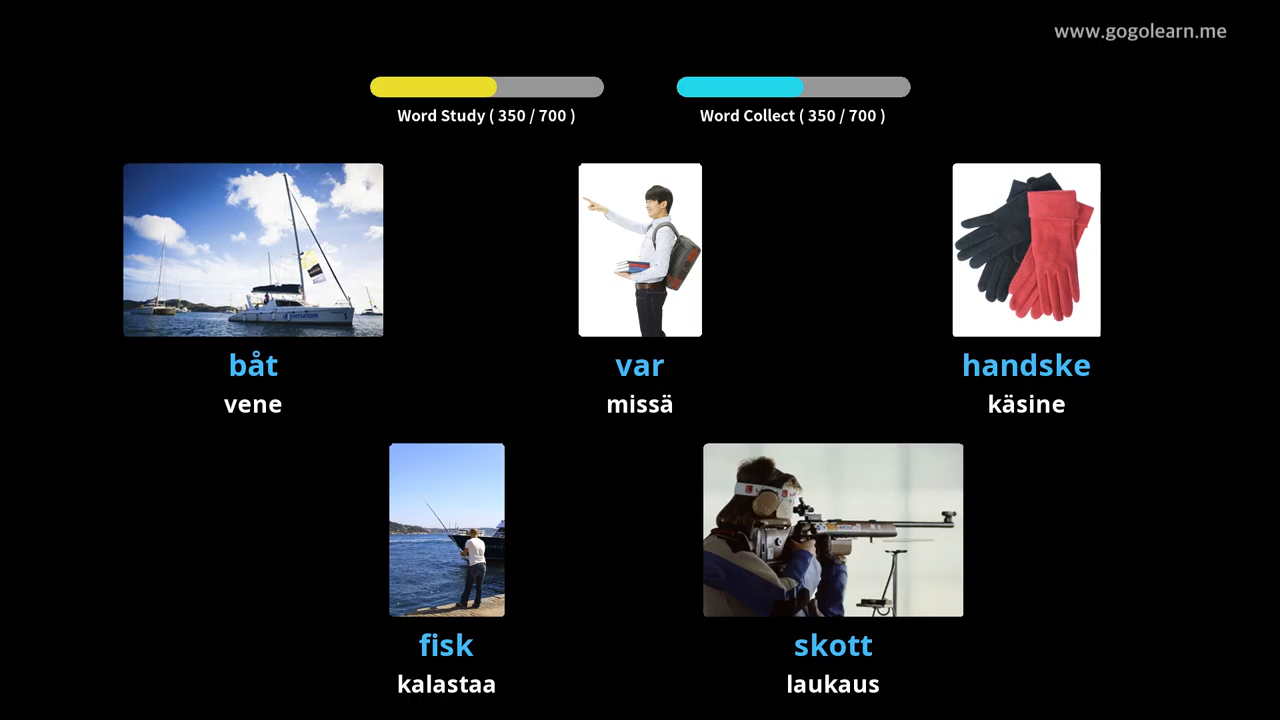 www.gogolearn.me
Word Study ( 350 / 700 )
Word Collect ( 350 / 700 )
båt
vene
var
missä
handske
käsine
fisk
kalastaa
skott
laukaus